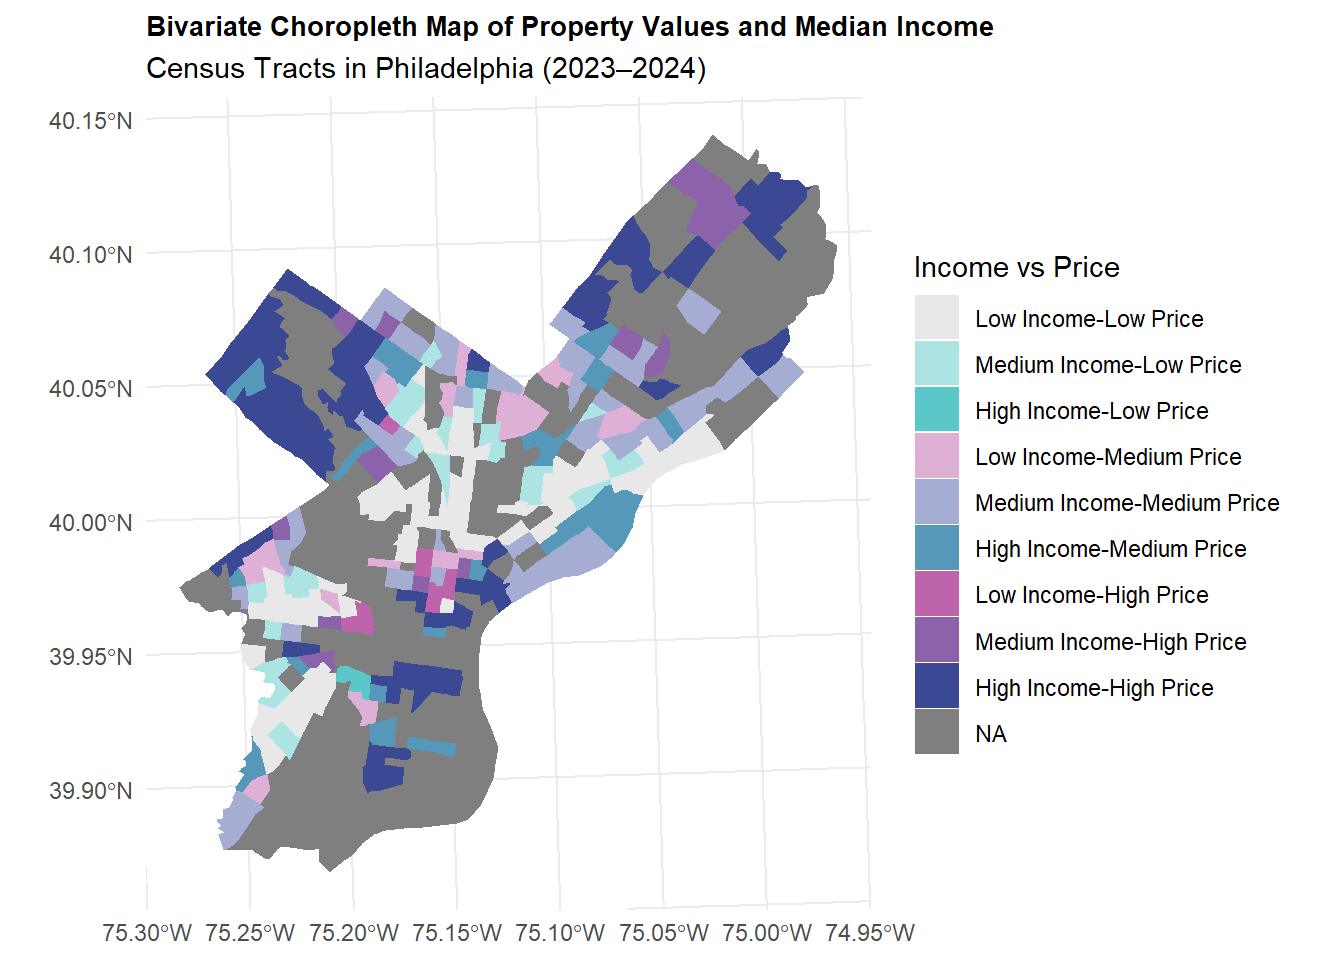 Bivariate Choropleth Map of Property Values and Median Income
Census Tracts in Philadelphia (2023–2024)
40.15°N
40.10°N
40.05°N
40.00°N
39.95°N
39.90°N
75.30°W 75.25°W 75.20°W 75.15°W 75.10°W 75.05°W 75.00°W 74.95°W
Income vs Price
Low Income-Low Price
Medium Income-Low Price
High Income-Low Price
Low Income-Medium Price
Medium Income-Medium Price
High Income-Medium Price
Low Income-High Price
Medium Income-High Price
High Income-High Price
NA